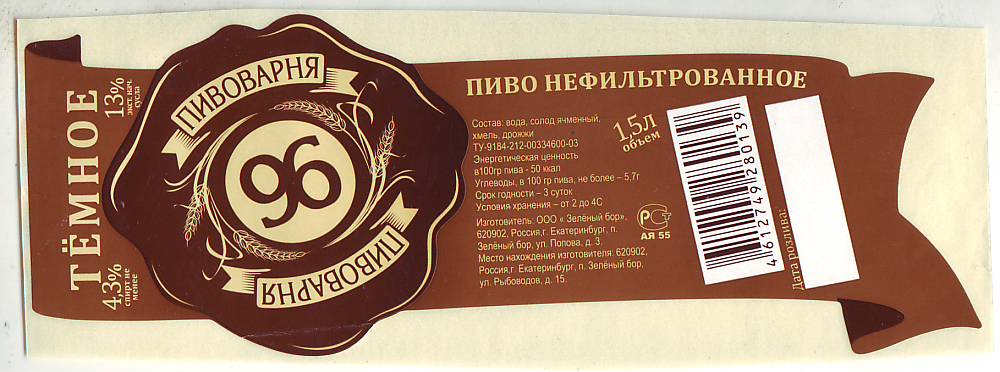 ТЁМНОЕ
4,3%
спирт не
менее
13%
экст. нач.
сусла
ПИВОВАРНЯ
96
ПИВОВАРНЯ
ПИВО НЕФИЛЬТРОВАННОЕ
Состав: вода, солод ячменный,
хмель, дрожжи
ТУ-9184-212-00334600-03
Энергетическая ценность
в100гр пива - 50 ккал
Углеводы, в 100 гр пива, не более – 5,7г
Срок годности – 3 суток
Условия хранения – от 2 до 4С
Изготовитель: ООО « Зелёный бор».
620902, Россия,г. Екатеринбург, п.
Зелёный бор, ул. Попова, д. 3.
Место нахождения изготовителя: 620902,
Россия,г. Екатеринбург, п. Зелёный бор,
ул. Рыбоводов, д. 15.
1,5л
объем
РСТ
АЯ 55
4612749280139
Дата розлива: